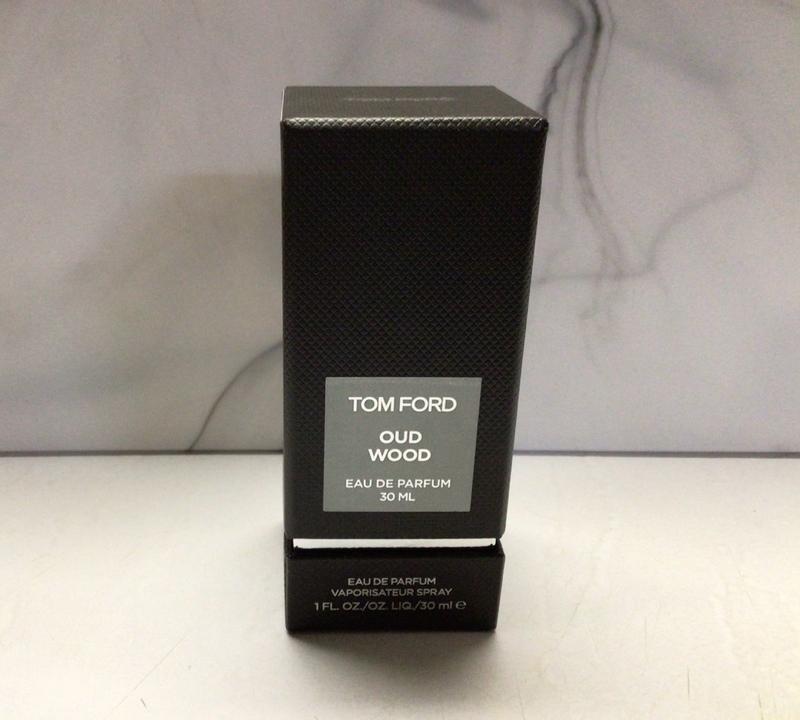 TOM FORD
OUD
WOOD
EAU DE PARFUM
30 ML
EAU DE PARFUM
VAPORISATEUR SPRAY
1 FL. OZ./OZ. LIQ./30 ml ℮